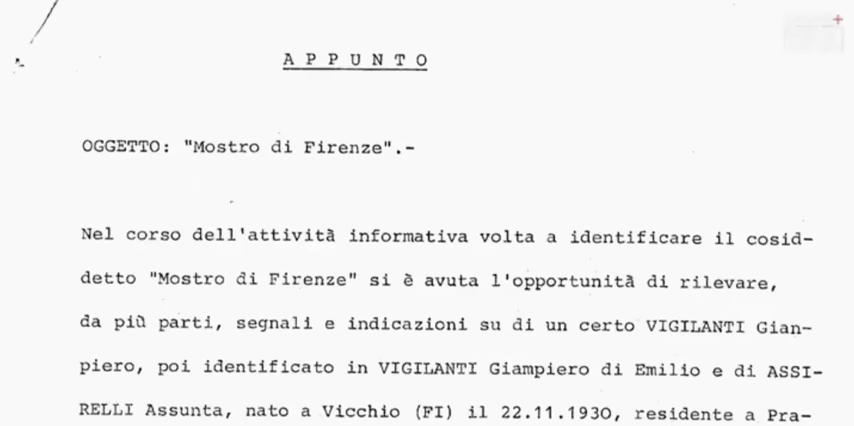 A P P U N T O
OGGETTO: "Mostro di Firenze".-
Nel corso dell'attività informativa volta a identificare il cosid-
detto "Mostro di Firenze" si è avuta l'opportunità di rilevare,
da più parti, segnali e indicazioni su di un certo VIGILANTI Gian-
piero, poi identificato in VIGILANTI Giampiero di Emilio e di ASSI-
RELLI Assunta, nato a Vicchio (FI) il 22.11.1930, residente a Pra-